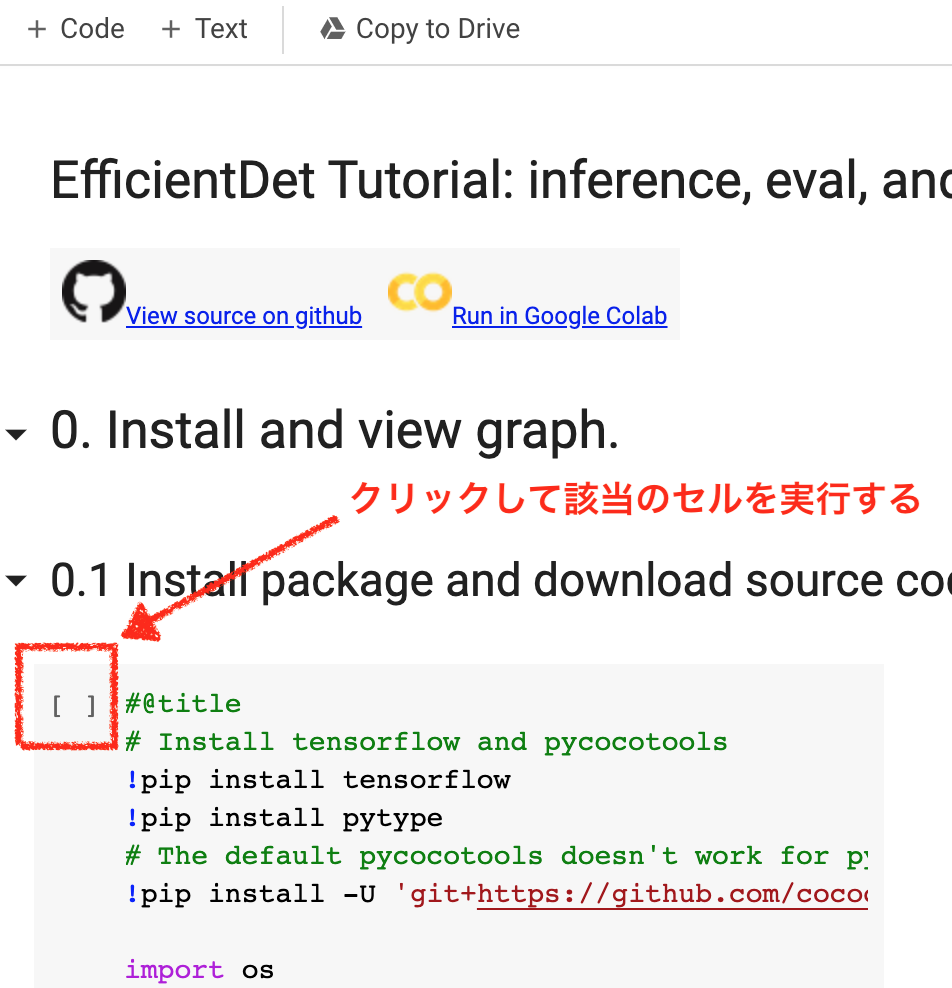 + Code + Text Copy to Drive
EfficientDet Tutorial: inference, eval, and
View source on github Run in Google Colab
0. Install and view graph.
クリックして該当のセルを実行する
0.1 Install package and download source co
[ ] #@title
# Install tensorflow and pycocotools
!pip install tensorflow
!pip install pytype
# The default pycocotools doesn't work for py
!pip install -U 'git+https://github.com/coco
import os